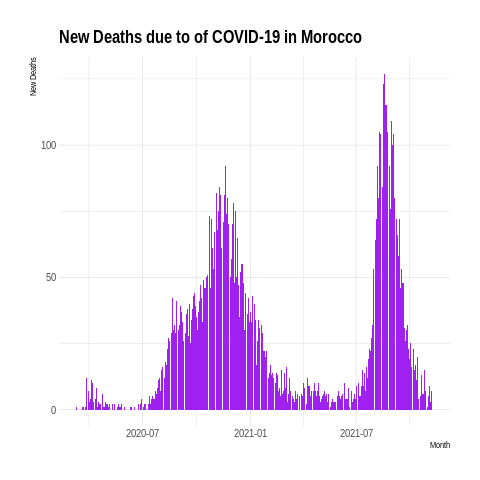 New Deaths due to of COVID-19 in Morocco
New Deaths
100
50
0
2020-07
2021-01
2021-07
Month